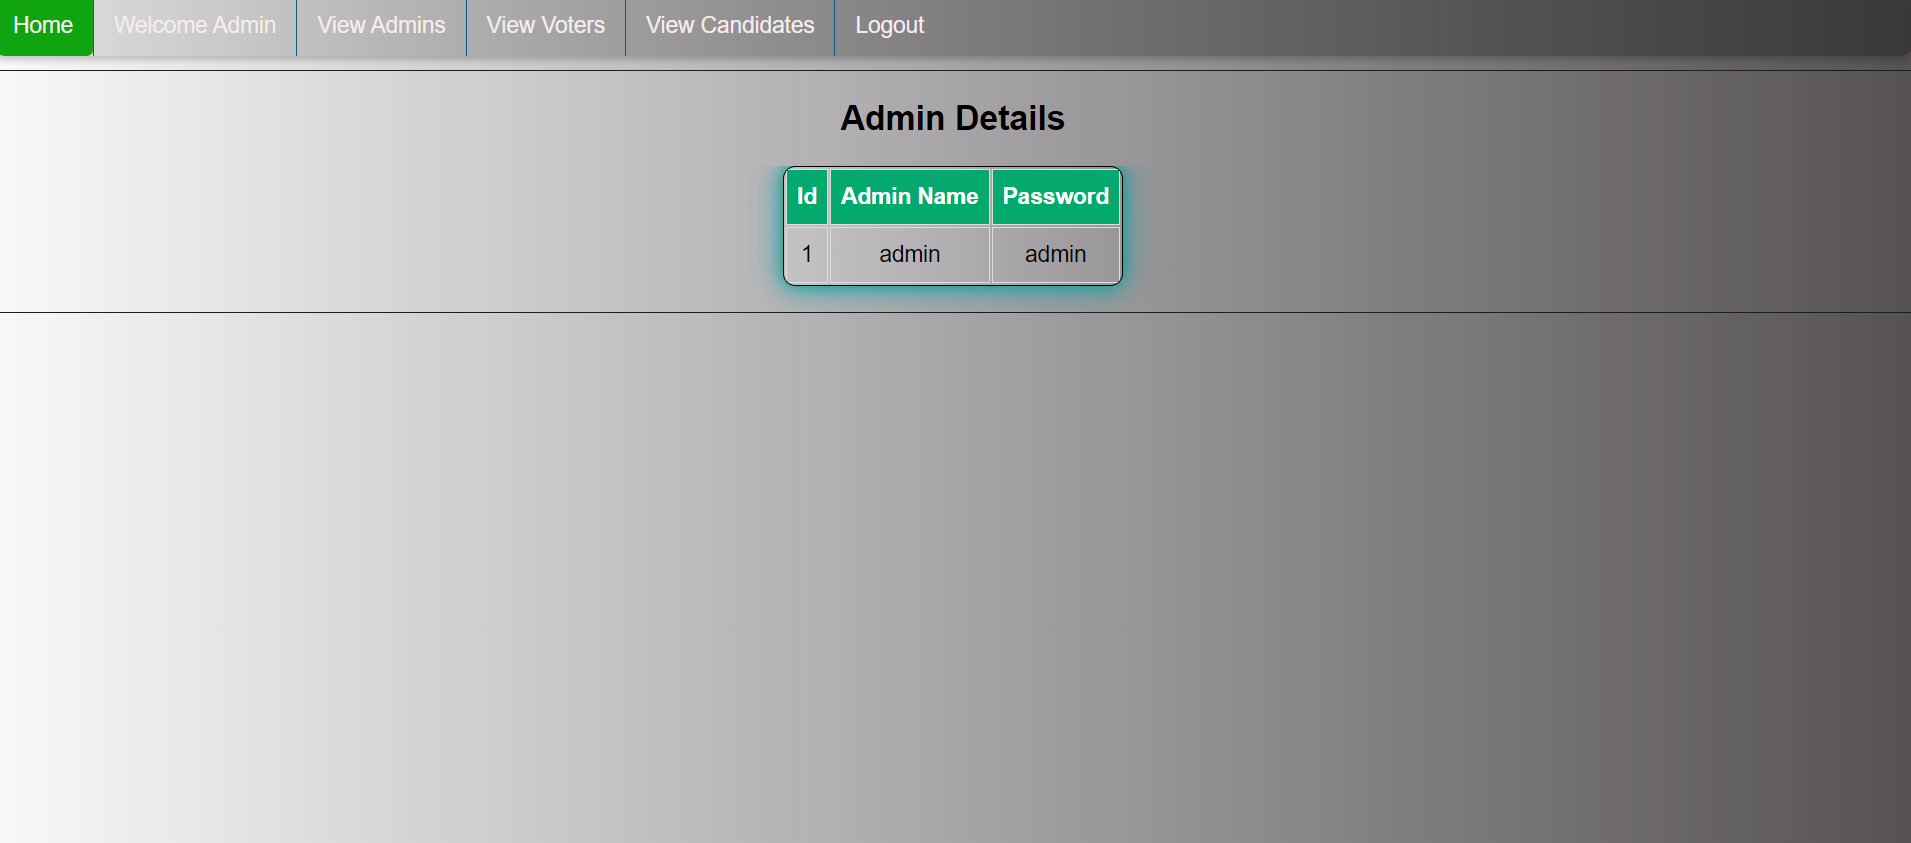 Home Welcome Admin View Admins View Voters View Candidates Logout
Admin Details
Id Admin Name Password
1 admin admin